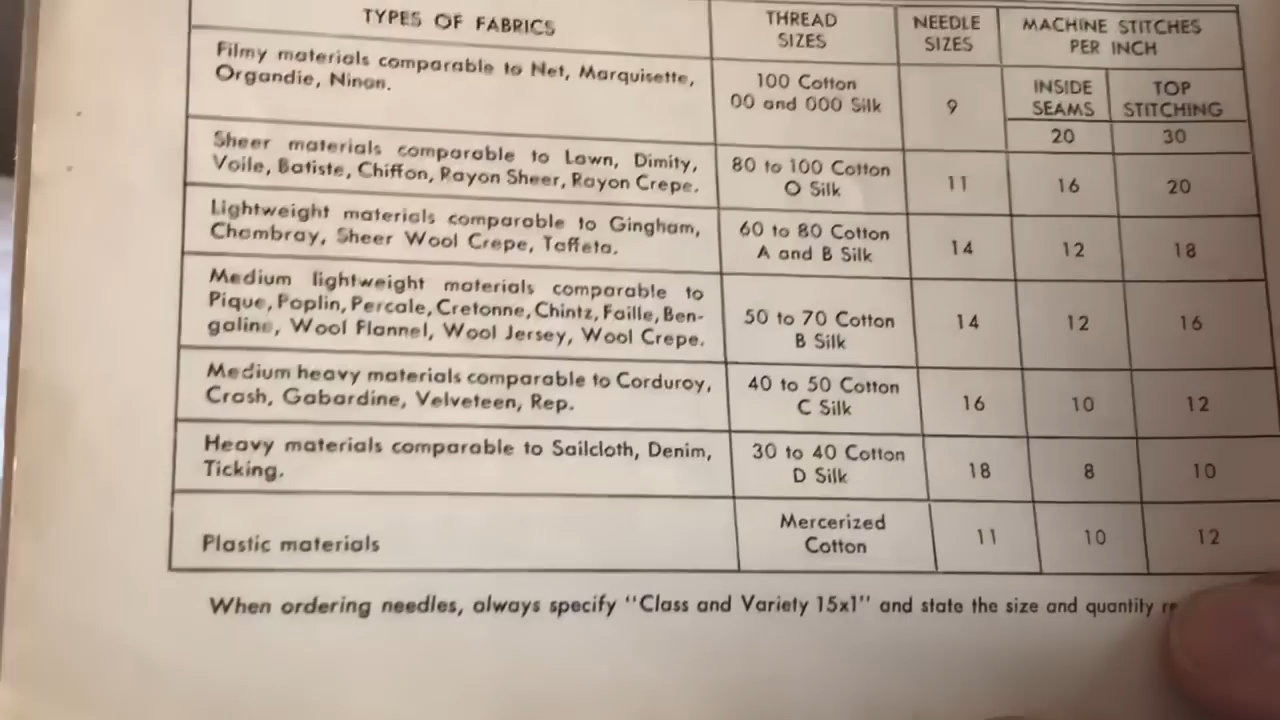 TYPES OF FABRICS
THREAD SIZES
NEEDLE SIZES
MACHINE STITCHES PER INCH
INSIDE SEAMS
TOP STITCHING
Filmy materials comparable to Net, Marquisette,
Organdie, Ninon.
100 Cotton
00 and 000 Silk
9
20
30
Sheer materials comparable to Lawn, Dimity,
Voile, Batiste, Chiffon, Rayon Sheer, Rayon Crepe.
80 to 100 Cotton
O Silk
11
16
20
Lightweight materials comparable to Gingham,
Chambray, Sheer Wool Crepe, Taffeta.
60 to 80 Cotton
A and B Silk
14
12
18
Medium lightweight materials comparable to
Pique, Poplin, Percale, Cretonne, Chintz, Faille, Ben-
galine, Wool Flannel, Wool Jersey, Wool Crepe.
50 to 70 Cotton
B Silk
14
12
16
Medium heavy materials comparable to Corduroy,
Crash, Gabardine, Velveteen, Rep.
40 to 50 Cotton
C Silk
16
10
12
Heavy materials comparable to Sailcloth, Denim,
Ticking.
30 to 40 Cotton
D Silk
18
8
10
Plastic materials
Mercerized
Cotton
11
10
12
When ordering needles, always specify "Class and Variety 15x1" and state the size and quantity